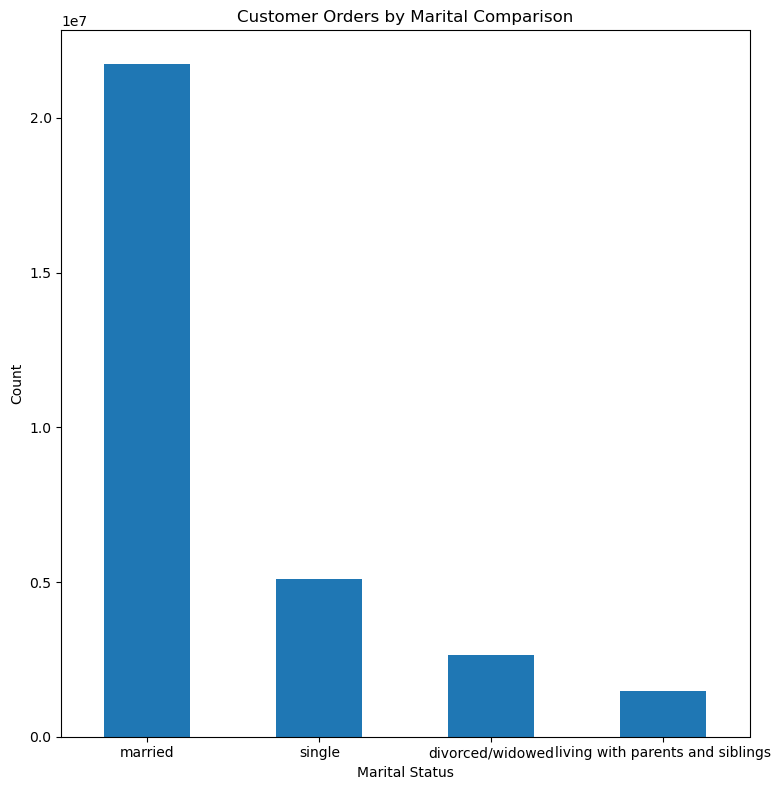 Customer Orders by Marital Comparison
1e7
2.0
1.5
1.0
0.5
0.0
Count
married single divorced/widowed living with parents and siblings
Marital Status